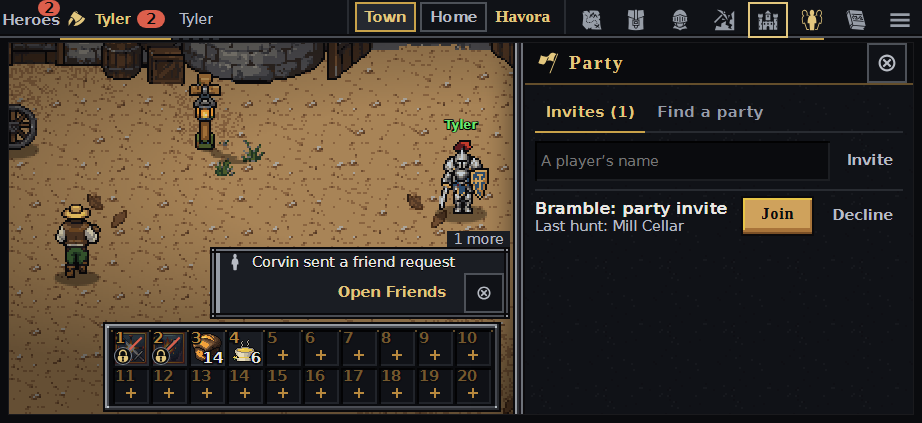 Heroes 2 Tyler 2 Tyler Town Home Havora
Party
Invites (1) Find a party
Tyler
A player's name Invite
Bramble: party invite
Last hunt: Mill Cellar
Join Decline
1 more
Corvin sent a friend request
Open Friends
1 2 3 4 5 6 7 8 9 10
14 6 + + + + + +
11 12 13 14 15 16 17 18 19 20
+ + + + + + + + + +